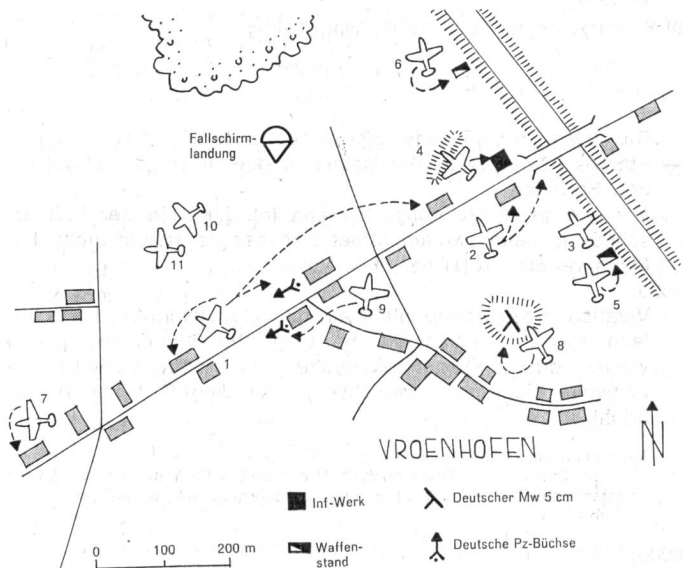 6
Fallschirm-
landung
4
10
11
2
3
5
9
8
1
7
VROENHOFEN
N
Inf-Werk
Deutscher Mw 5 cm
Waffen-
stand
Deutsche Pz-Büchse
0 100 200 m